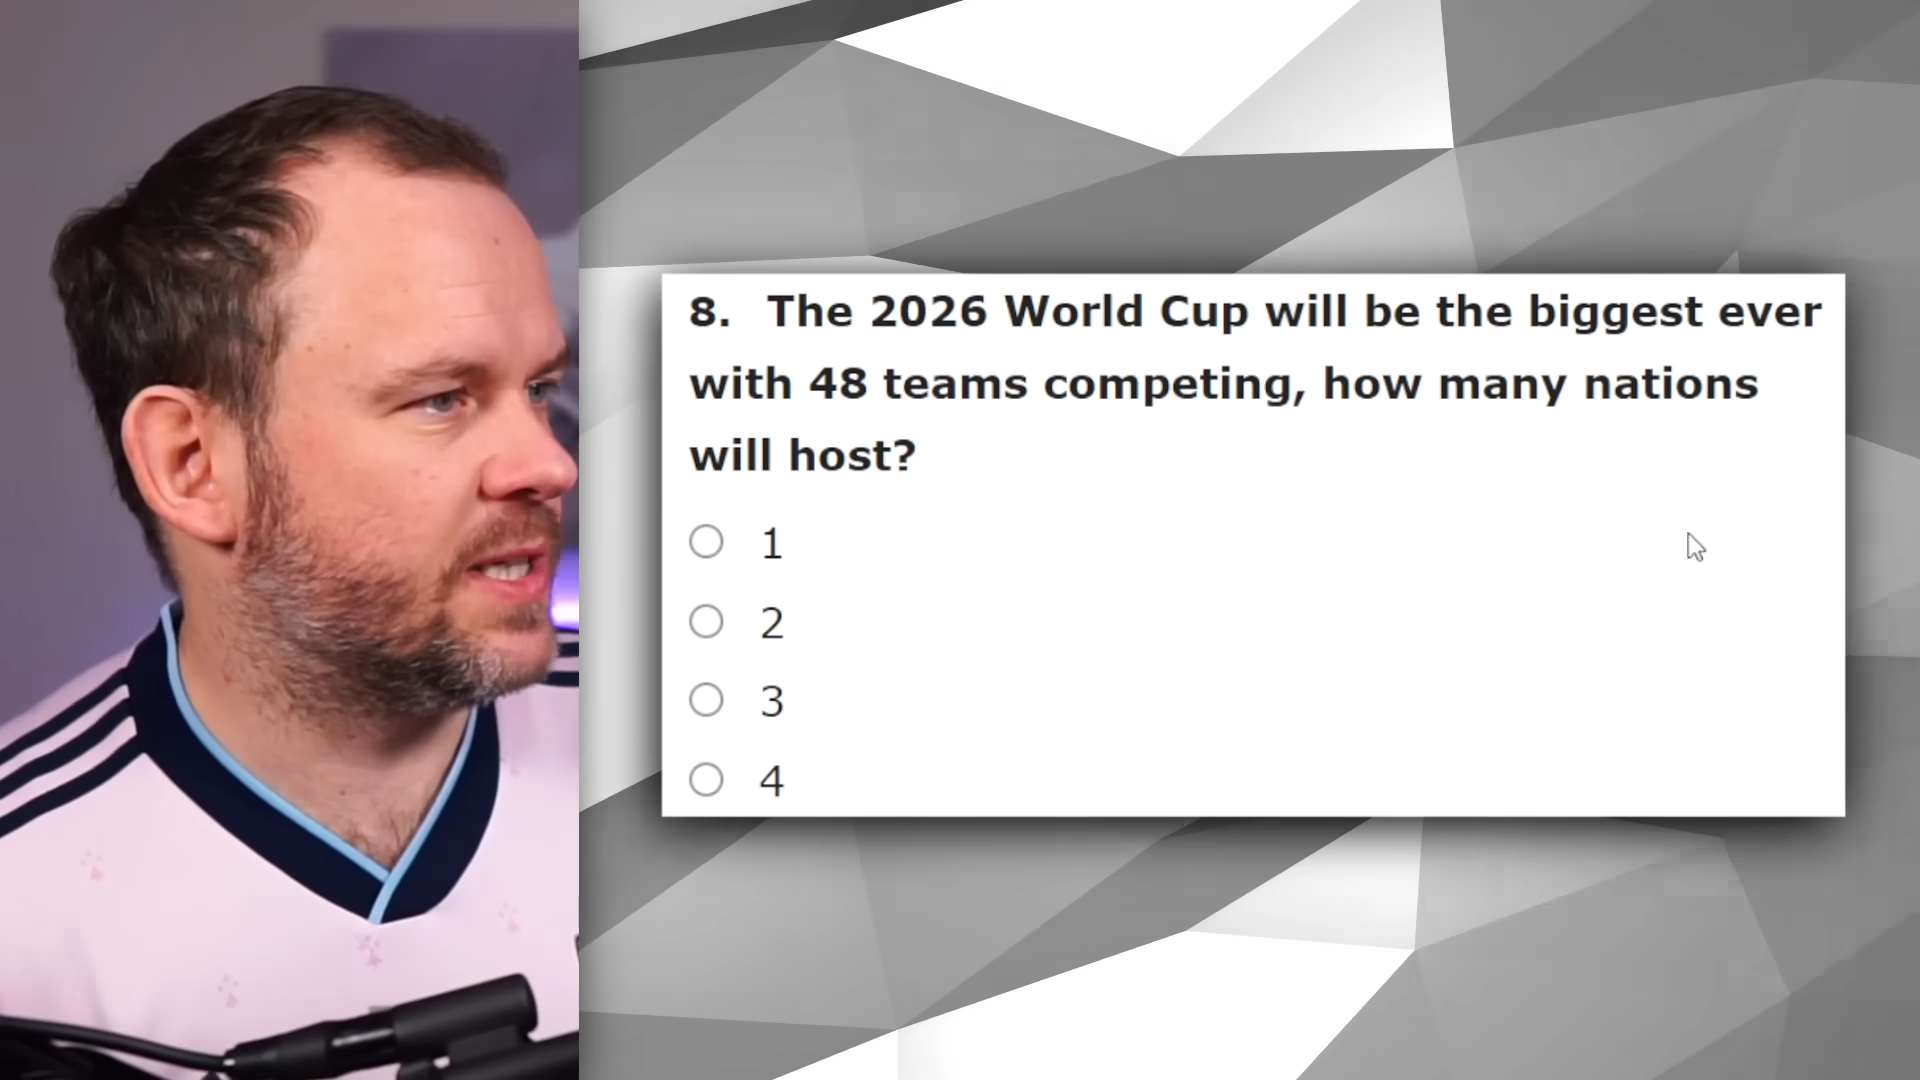 8. The 2026 World Cup will be the biggest ever
with 48 teams competing, how many nations
will host?
1
2
3
4